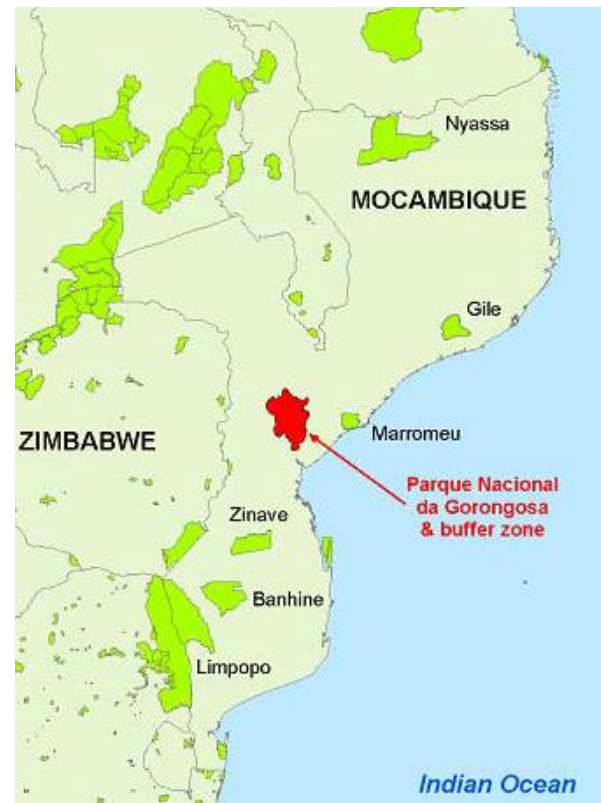 Nyassa
MOCAMBIQUE
Gile
ZIMBABWE
Marromeu
Parque Nacional
da Gorongosa
& buffer zone
Zinave
Banhine
Limpopo
Indian Ocean